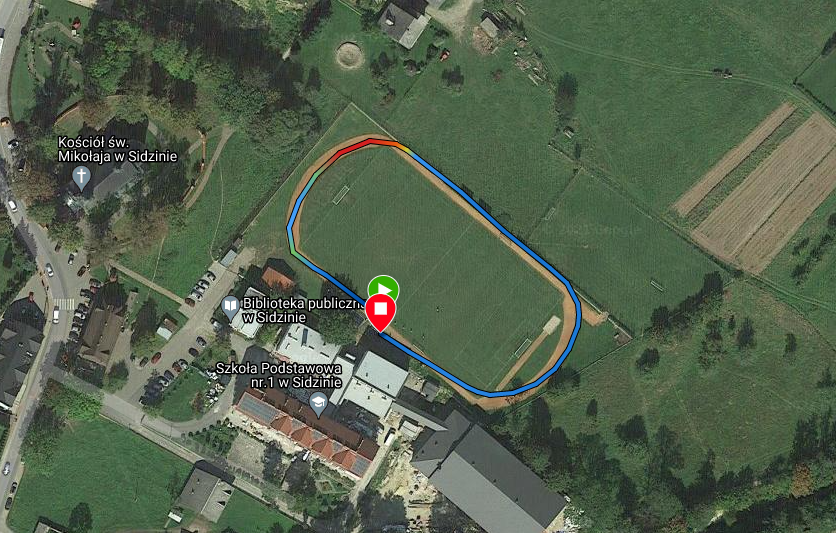 Kościół św.
Mikołaja w Sidzinie
Biblioteka publiczna
w Sidzinie
Szkoła Podstawowa
nr.1 w Sidzinie